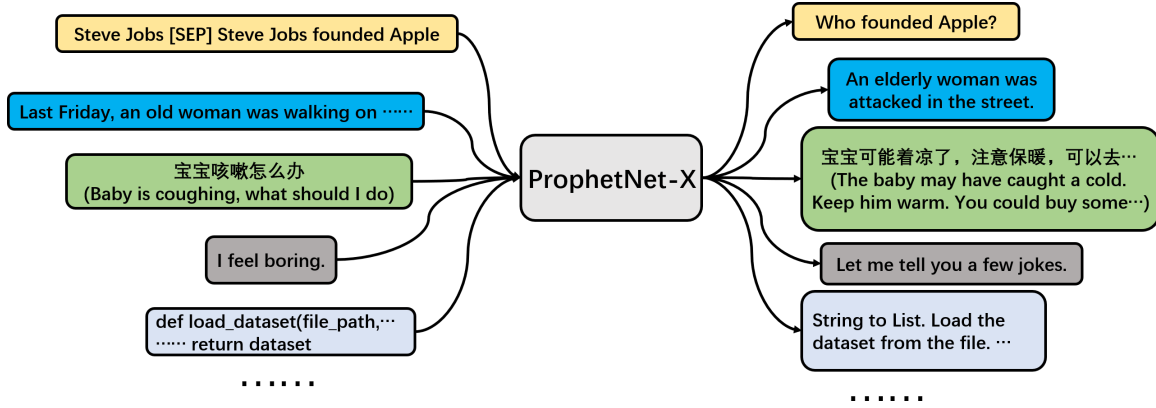 Steve Jobs [SEP] Steve Jobs founded Apple
Last Friday, an old woman was walking on ……
宝宝咳嗽怎么办
(Baby is coughing, what should I do)
I feel boring.
def load_dataset(file_path,…
…… return dataset
……
ProphetNet-X
Who founded Apple?
An elderly woman was
attacked in the street.
宝宝可能着凉了，注意保暖，可以去…
(The baby may have caught a cold.
Keep him warm. You could buy some…)
Let me tell you a few jokes.
String to List. Load the
dataset from the file. …
……